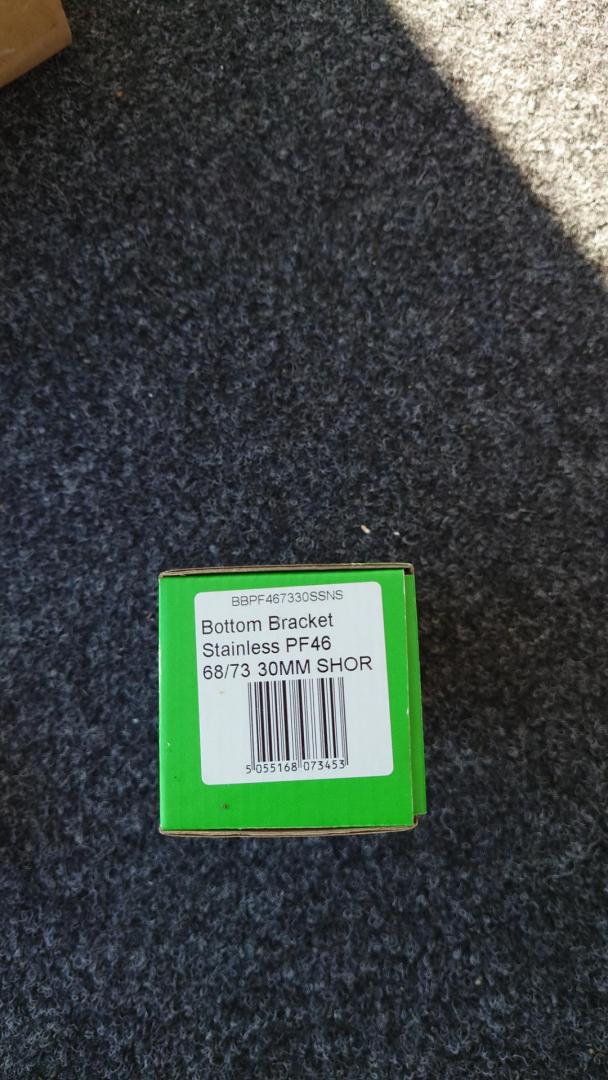 BBPF467330SSNS
Bottom Bracket
Stainless PF46
68/73 30MM SHOR
5 055168 073453